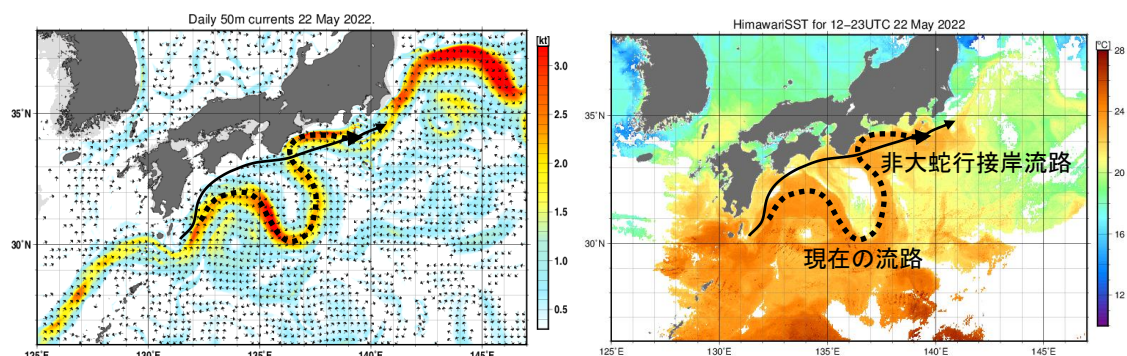 Daily 50m currents 22 May 2022.
[kt]
3.0
2.5
2.0
1.5
1.0
0.5
35°N
30°N
125°E
130°E
135°E
140°E
145°E
HimawariSST for 12-23UTC 22 May 2022
[°C]
28
24
20
16
12
35°N
30°N
125°E
130°E
135°E
140°E
145°E
非大蛇行接岸流路
現在の流路